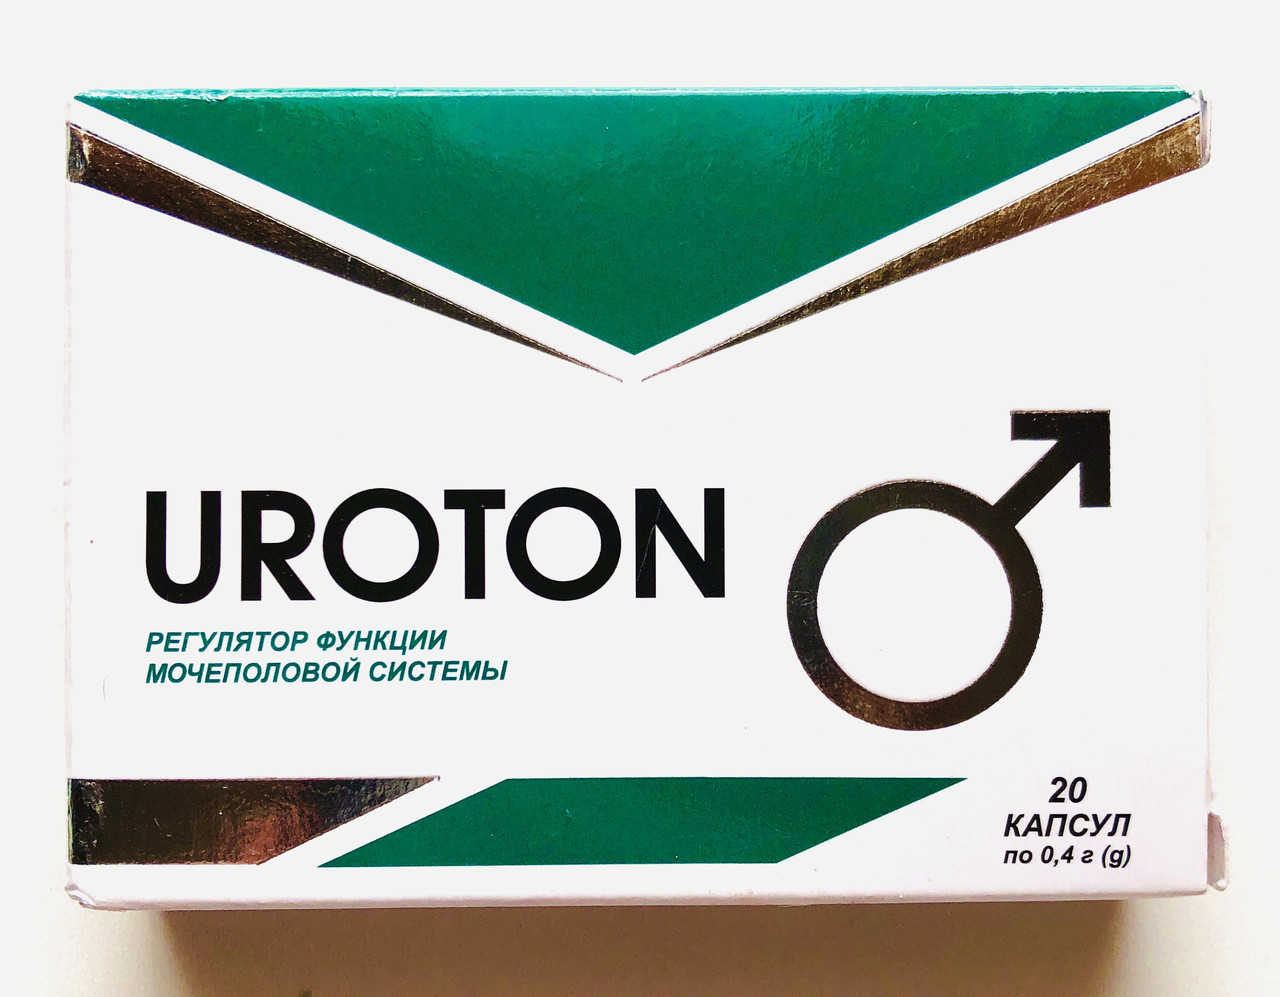 UROTON
РЕГУЛЯТОР ФУНКЦИИ
МОЧЕПОЛОВОЙ СИСТЕМЫ
20
КАПСУЛ
по 0,4 г (g)